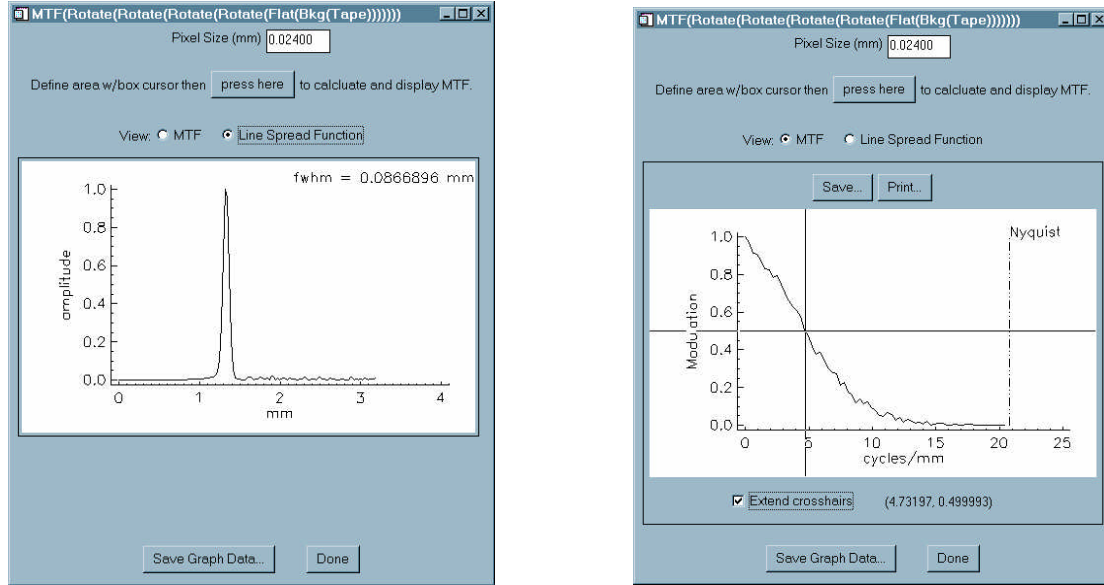 MTF(Rotate(Rotate(Rotate(Rotate(Flat(Bkg(Tape)))))))
Pixel Size (mm) 0.02400
Define area w/box cursor then press here to calcluate and display MTF.
View: MTF Line Spread Function
fwhm = 0.0866896 mm
1.0
0.8
0.6
0.4
0.2
0.0
amplitude
0 1 2 3 4
mm
Save Graph Data... Done
MTF(Rotate(Rotate(Rotate(Rotate(Flat(Bkg(Tape)))))))
Pixel Size (mm) 0.02400
Define area w/box cursor then press here to calcluate and display MTF.
View: MTF Line Spread Function
Save... Print...
Nyquist
1.0
0.8
0.6
0.4
0.2
0.0
Modulation
0 5 10 15 20 25
cycles/mm
Extend crosshairs (4.73197, 0.499993)
Save Graph Data... Done